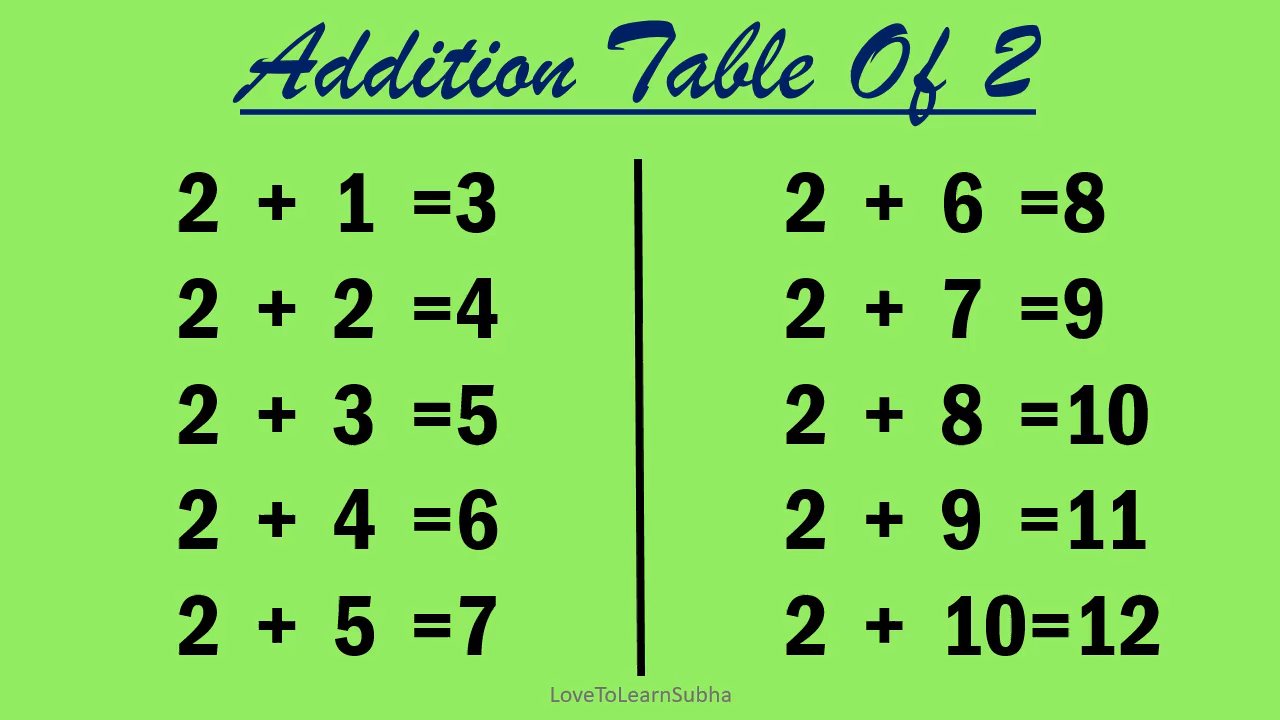 Addition Table Of 2
2 + 1 =3
2 + 2 =4
2 + 3 =5
2 + 4 =6
2 + 5 =7
2 + 6 =8
2 + 7 =9
2 + 8 =10
2 + 9 =11
2 + 10=12
LoveToLearnSubha